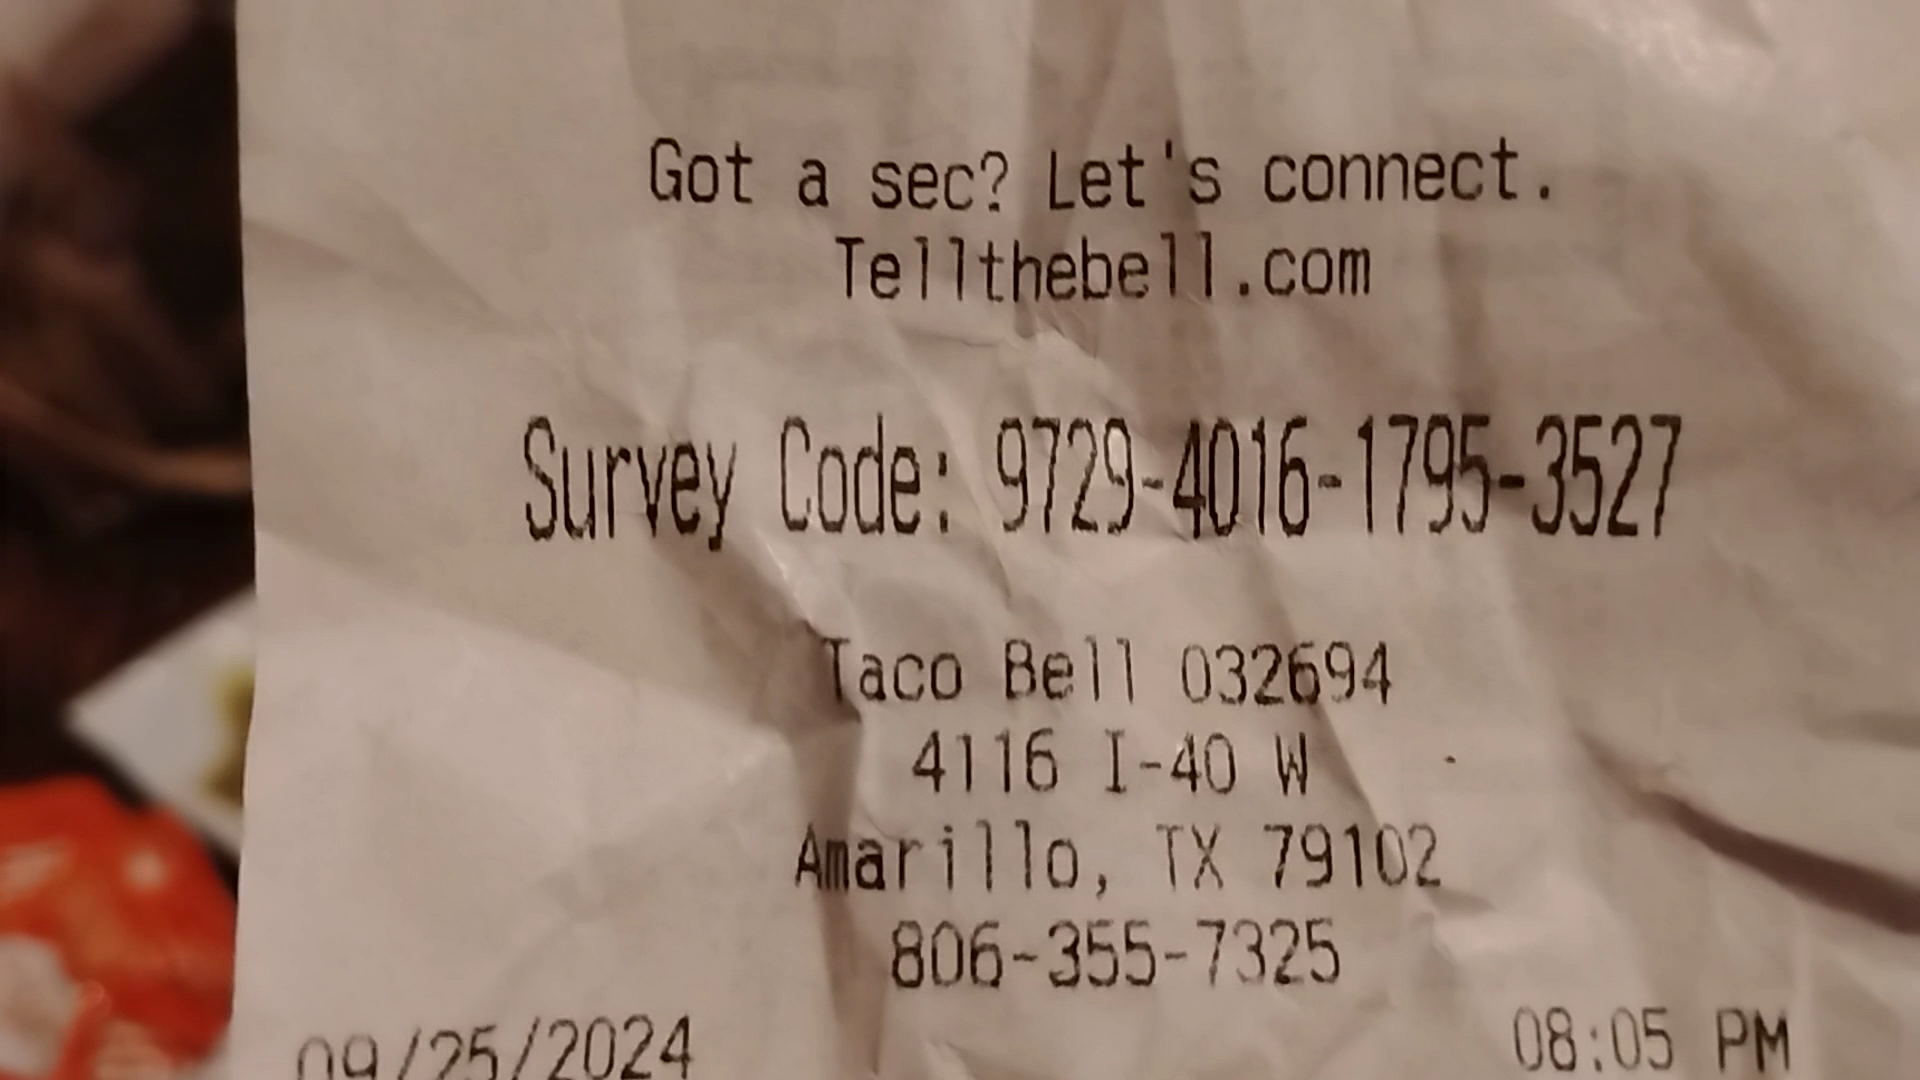 Got a sec? Let's connect.
Tellthebell.com
Survey Code: 9729-4016-1795-3527
Taco Bell 032694
4116 I-40 W
Amarillo, TX 79102
806-355-7325
09/25/2024 08:05 PM